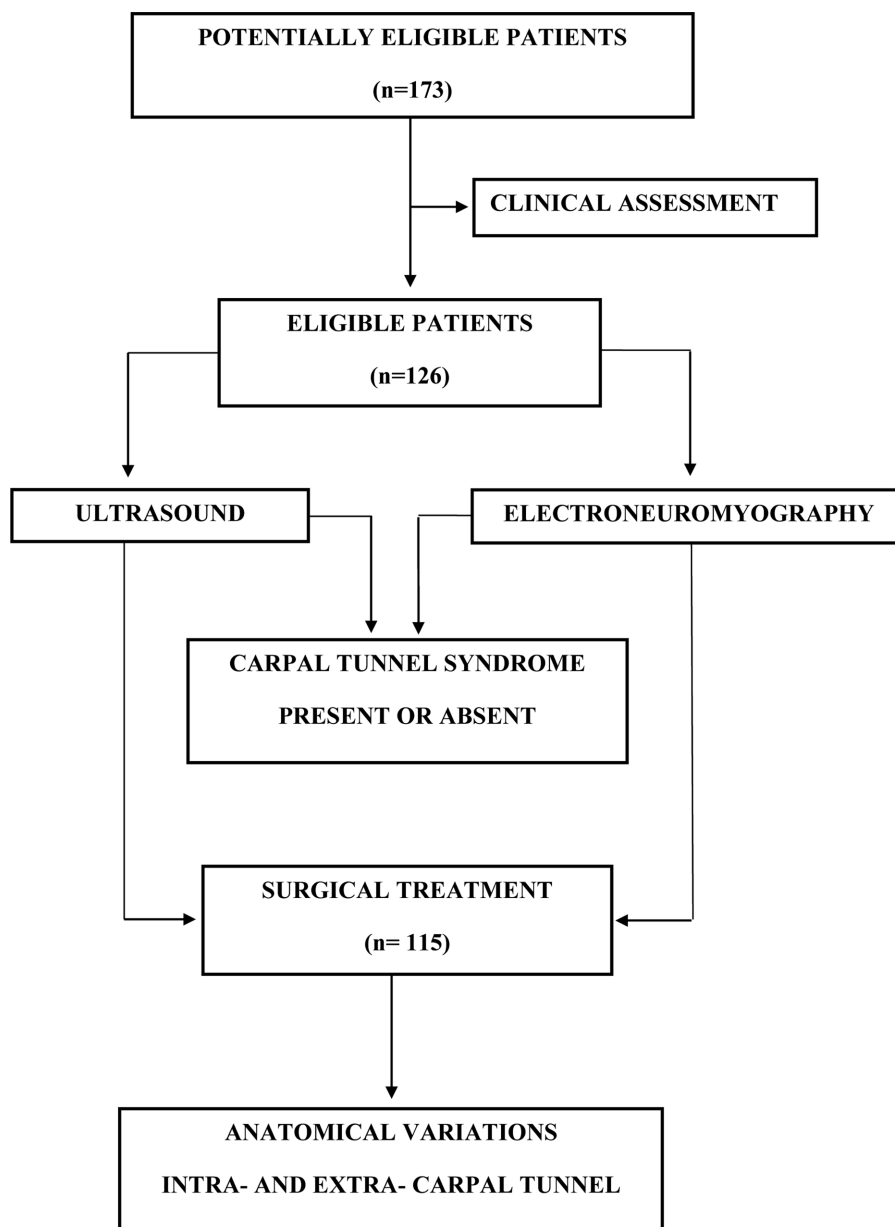 POTENTIALLY ELIGIBLE PATIENTS
(n=173)
CLINICAL ASSESSMENT
ELIGIBLE PATIENTS
(n=126)
ULTRASOUND
ELECTRONEUROMYOGRAPHY
CARPAL TUNNEL SYNDROME
PRESENT OR ABSENT
SURGICAL TREATMENT
(n= 115)
ANATOMICAL VARIATIONS
INTRA- AND EXTRA- CARPAL TUNNEL